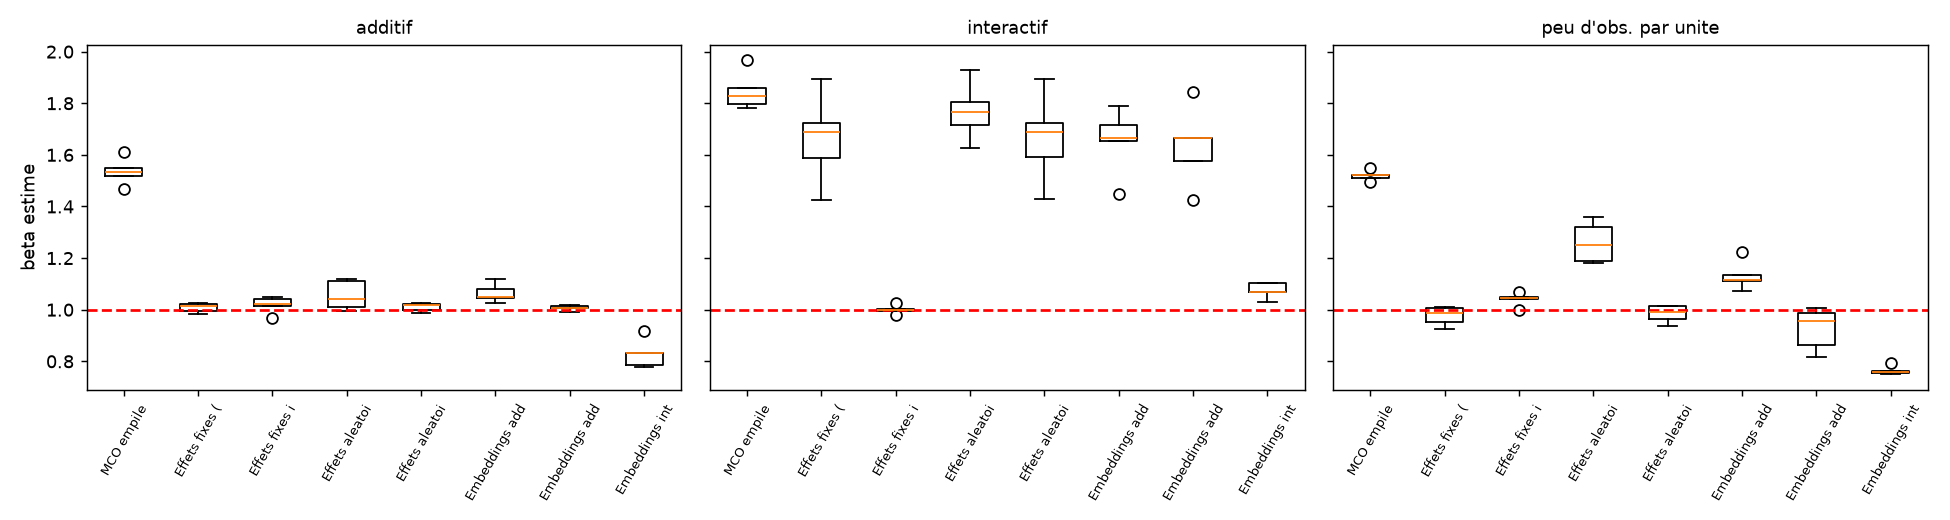 additif
interactif
peu d'obs. par unite
beta estime
2.0
1.8
1.6
1.4
1.2
1.0
0.8
MCO empile
Effets fixes (
Effets fixes i
Effets aleatoi
Effets aleatoi
Embeddings add
Embeddings add
Embeddings int
MCO empile
Effets fixes (
Effets fixes i
Effets aleatoi
Effets aleatoi
Embeddings add
Embeddings add
Embeddings int
MCO empile
Effets fixes (
Effets fixes i
Effets aleatoi
Effets aleatoi
Embeddings add
Embeddings add
Embeddings int